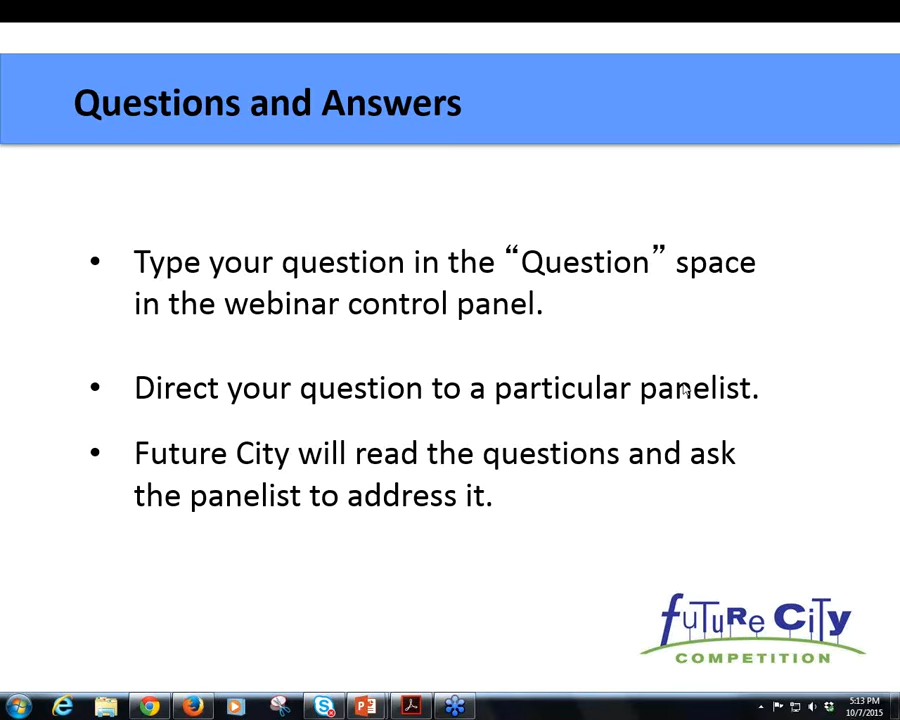 Questions and Answers
• Type your question in the “Question” space
in the webinar control panel.
• Direct your question to a particular panelist.
• Future City will read the questions and ask
the panelist to address it.
FuTuRe CiTy
COMPETITION
5:13 PM
10/7/2015